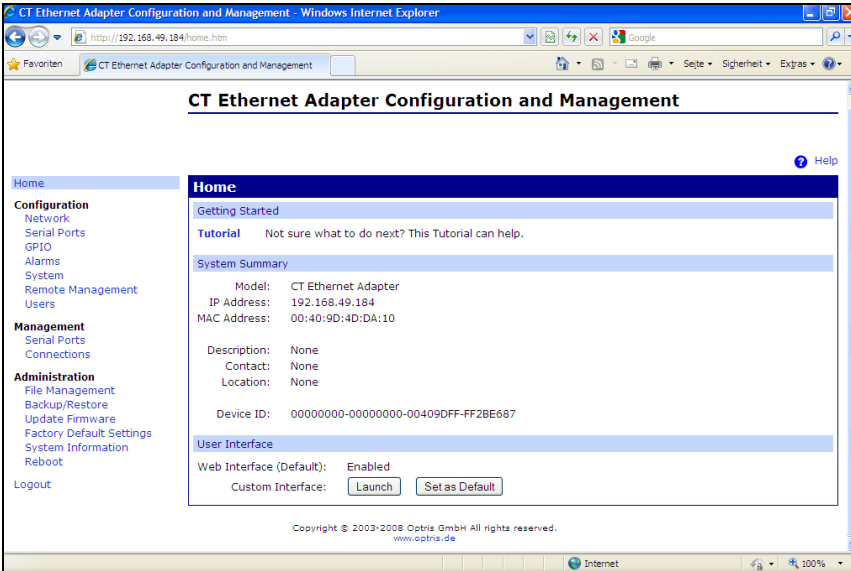 CT Ethernet Adapter Configuration and Management - Windows Internet Explorer
http://192.168.49.184/home.htm
Google
Favoriten CT Ethernet Adapter Configuration and Management Seite Sicherheit Extras
CT Ethernet Adapter Configuration and Management
Help
Home
Configuration
Network
Serial Ports
GPIO
Alarms
System
Remote Management
Users
Management
Serial Ports
Connections
Administration
File Management
Backup/Restore
Update Firmware
Factory Default Settings
System Information
Reboot
Logout
Home
Getting Started
Tutorial Not sure what to do next? This Tutorial can help.
System Summary
Model: CT Ethernet Adapter
IP Address: 192.168.49.184
MAC Address: 00:40:9D:4D:DA:10
Description: None
Contact: None
Location: None
Device ID: 00000000-00000000-00409DFF-FF2BE687
User Interface
Web Interface (Default): Enabled
Custom Interface: Launch Set as Default
Copyright © 2003-2008 Optris GmbH All rights reserved.
www.optris.de
Internet 100%